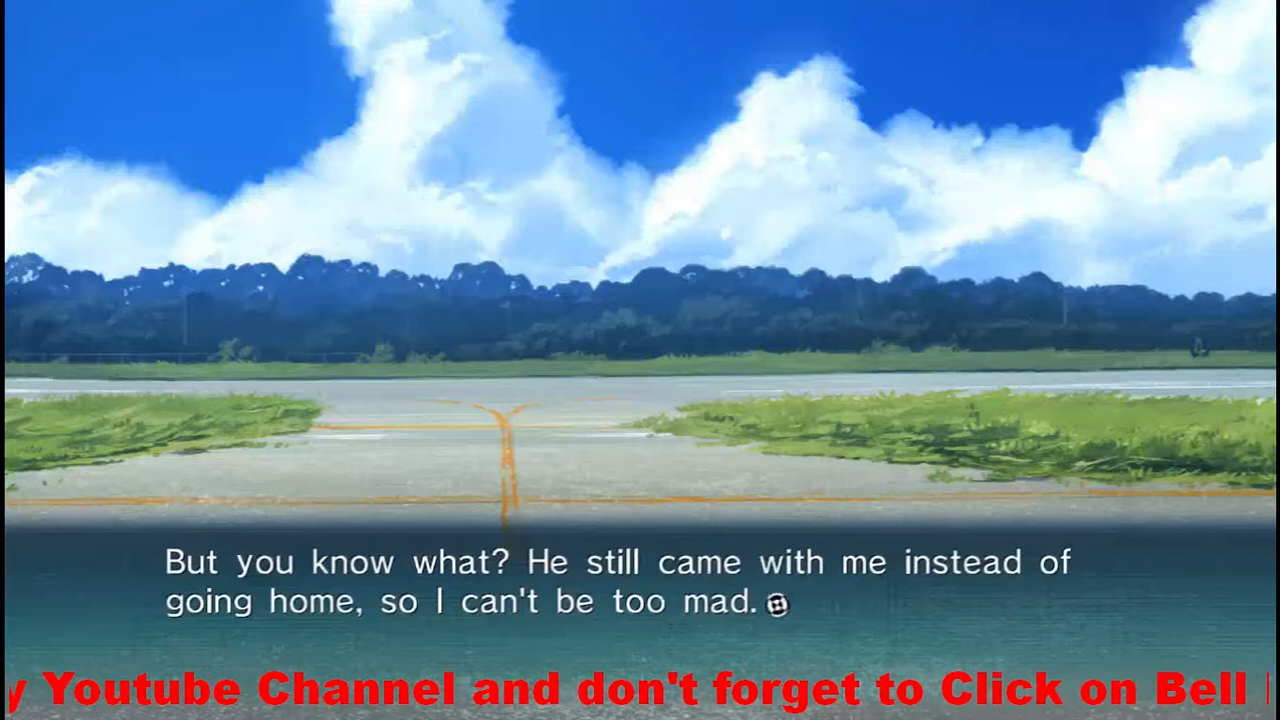 But you know what? He still came with me instead of
going home, so I can't be too mad.
Youtube Channel and don't forget to Click on Bell